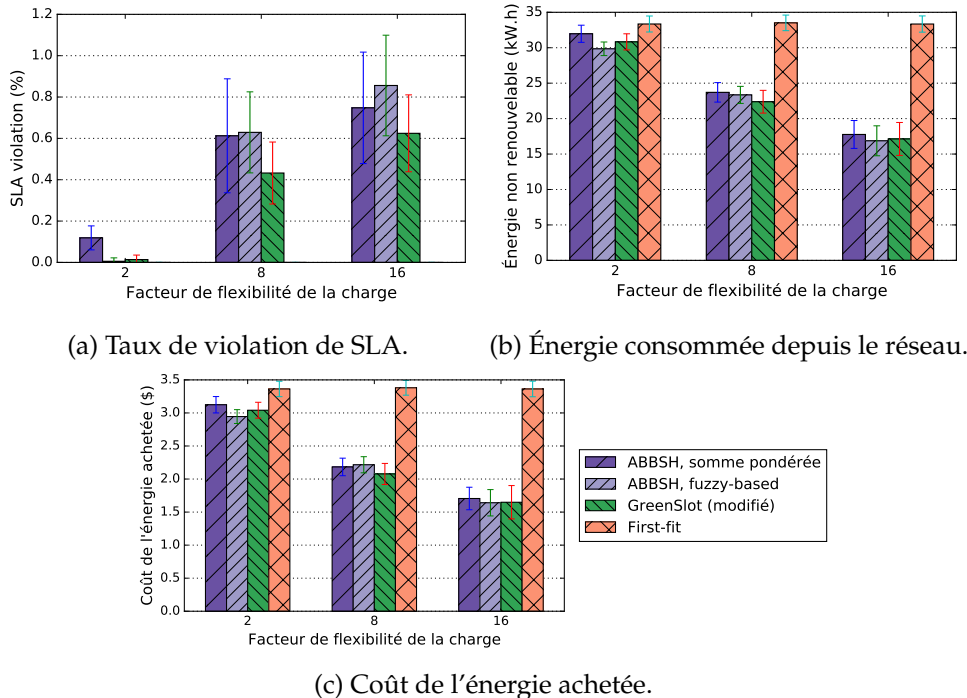 1.2
1.0
0.8
0.6
0.4
0.2
0.0
SLA violation (%)
2 8 16
Facteur de flexibilité de la charge
(a) Taux de violation de SLA.
35
30
25
20
15
10
5
0
Énergie non renouvelable (kW.h)
2 8 16
Facteur de flexibilité de la charge
(b) Énergie consommée depuis le réseau.
3.5
3.0
2.5
2.0
1.5
1.0
0.5
0.0
Coût de l'énergie achetée ($)
2 8 16
Facteur de flexibilité de la charge
ABBSH, somme pondérée
ABBSH, fuzzy-based
GreenSlot (modifié)
First-fit
(c) Coût de l’énergie achetée.